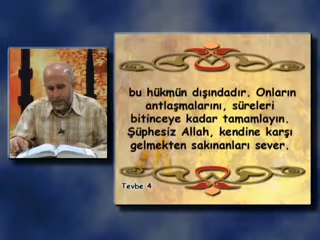 bu hükmün dışındadır. Onların
antlaşmalarını, süreleri
bitinceye kadar tamamlayın.
Şüphesiz Allah, kendine karşı
gelmekten sakınanları sever.
Tevbe 4